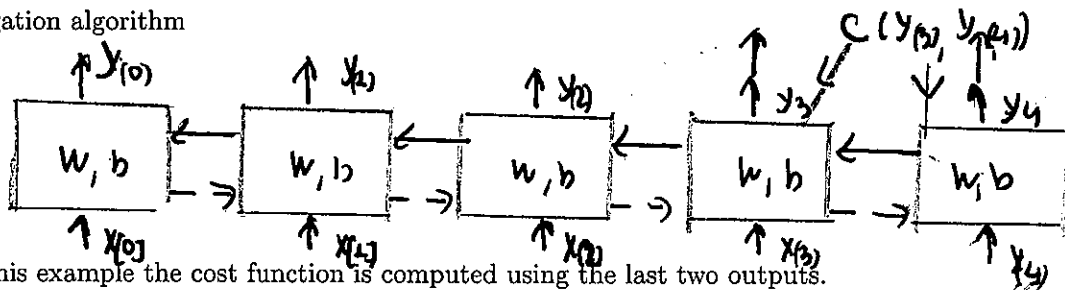 gation algorithm
C (y(3), y(4))
y(0) y(1) y(2) y3 y4
w, b w, b w, b w, b w, b
x[0] x[1] x(2) x(3) x(4)
his example the cost function is computed using the last two outputs.